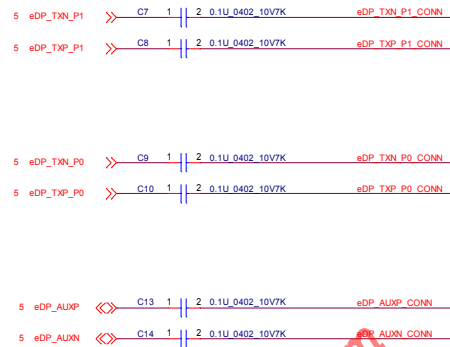 5 eDP_TXN_P1 C7 1 2 0.1U_0402_10V7K eDP_TXN_P1_CONN
5 eDP_TXP_P1 C8 1 2 0.1U_0402_10V7K eDP_TXP_P1_CONN
5 eDP_TXN_P0 C9 1 2 0.1U_0402_10V7K eDP_TXN_P0_CONN
5 eDP_TXP_P0 C10 1 2 0.1U_0402_10V7K eDP_TXP_P0_CONN
5 eDP_AUXP C13 1 2 0.1U_0402_10V7K eDP_AUXP_CONN
5 eDP_AUXN C14 1 2 0.1U_0402_10V7K eDP_AUXN_CONN